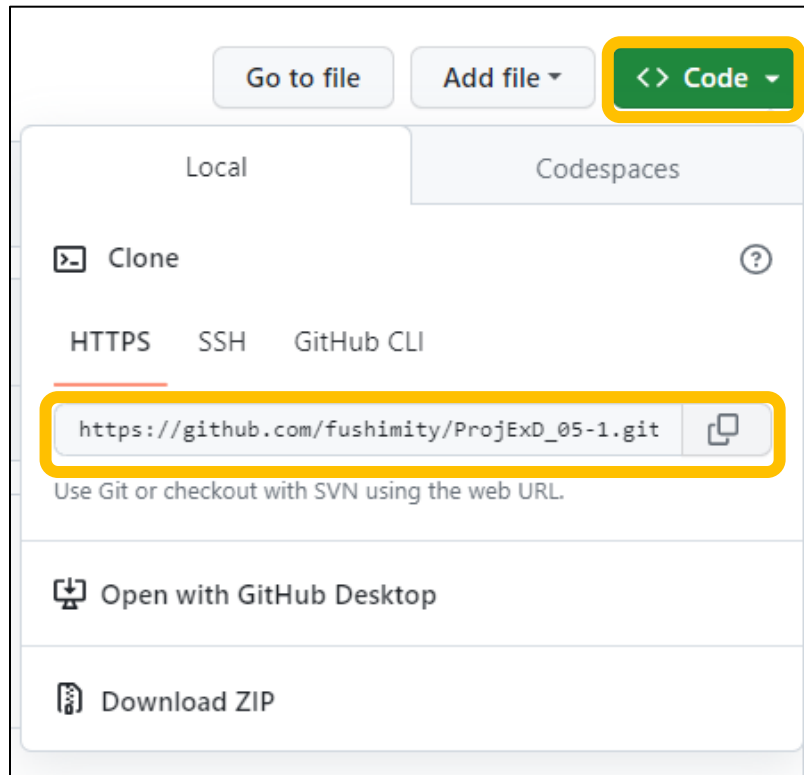 Go to file
Add file
<> Code
Local
Codespaces
Clone
HTTPS
SSH
GitHub CLI
https://github.com/fushimity/ProjExD_05-1.git
Use Git or checkout with SVN using the web URL.
Open with GitHub Desktop
Download ZIP